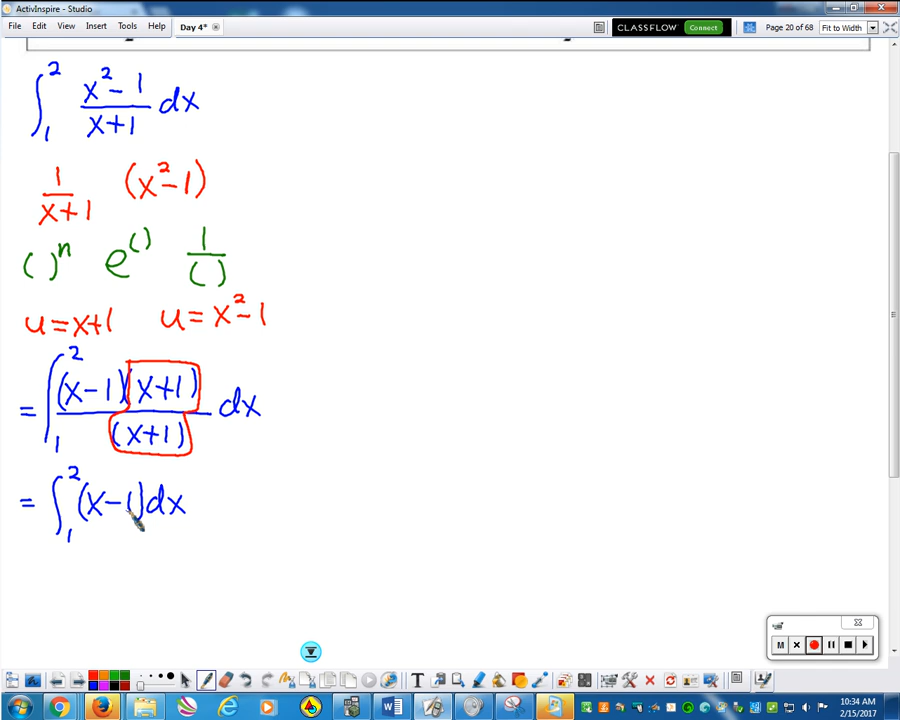 ActivInspire - Studio
File Edit View Insert Tools Help
Day 4*
CLASSFLOW Connect
Page 20 of 68
Fit to Width
∫₁² (x² - 1)/(x+1) dx
1/(x+1) (x² - 1)
( )ⁿ e^( ) 1/( )
u = x+1 u = x² - 1
= ∫₁² (x-1)(x+1)/(x+1) dx
= ∫₁² (x-1)dx
M
T
W
10:34 AM
2/15/2017